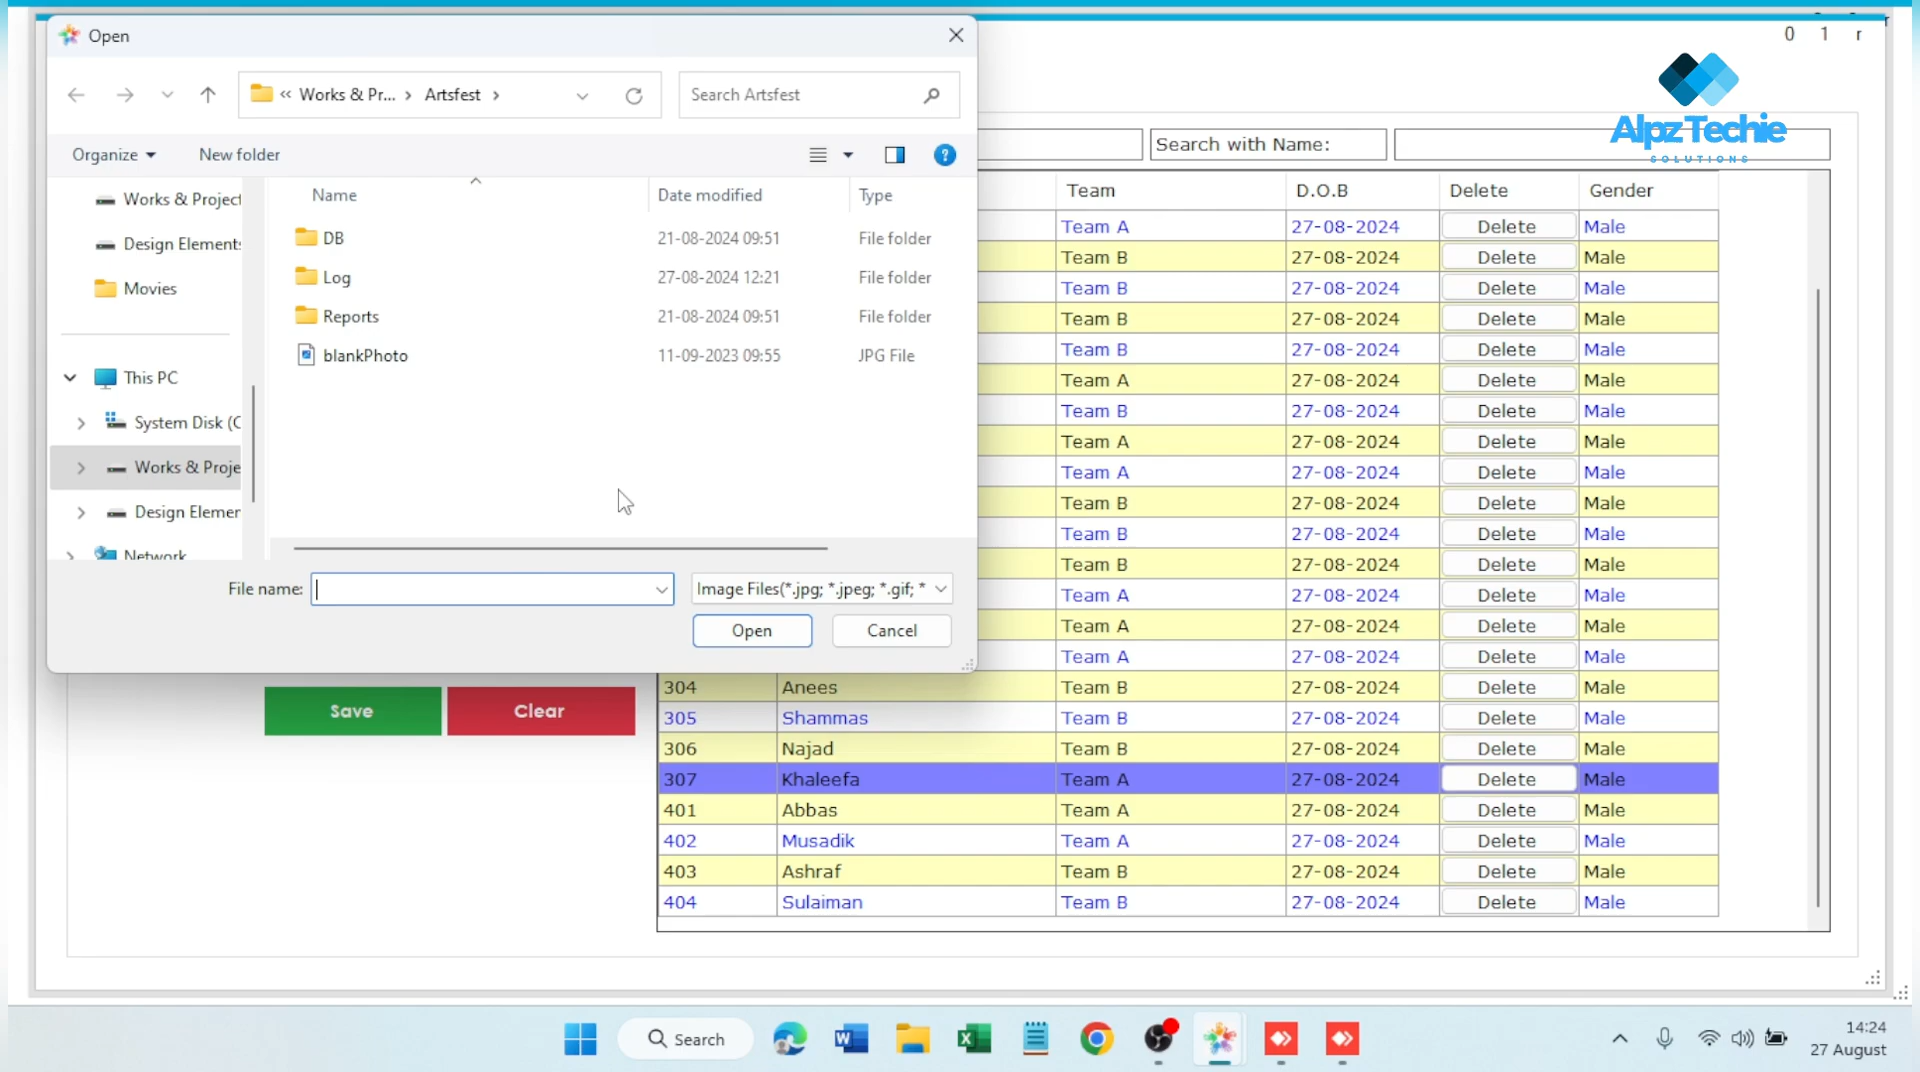 Open
0 1 r
« Works & Pr... › Artsfest ›
Search Artsfest
Organize
New folder
Name
Date modified
Type
Works & Project
Design Elements
Movies
This PC
System Disk (C
Works & Proje
Design Elemer
Network
DB 21-08-2024 09:51 File folder
Log 27-08-2024 12:21 File folder
Reports 21-08-2024 09:51 File folder
blankPhoto 11-09-2023 09:55 JPG File
File name:
Image Files(*.jpg; *.jpeg; *.gif; *
Open
Cancel
Save
Clear
Alpz Techie
SOLUTIONS
Search with Name:
Team D.O.B Delete Gender
Team A 27-08-2024 Delete Male
Team B 27-08-2024 Delete Male
Team B 27-08-2024 Delete Male
Team B 27-08-2024 Delete Male
Team B 27-08-2024 Delete Male
Team A 27-08-2024 Delete Male
Team B 27-08-2024 Delete Male
Team A 27-08-2024 Delete Male
Team A 27-08-2024 Delete Male
Team B 27-08-2024 Delete Male
Team B 27-08-2024 Delete Male
Team B 27-08-2024 Delete Male
Team A 27-08-2024 Delete Male
Team A 27-08-2024 Delete Male
Team A 27-08-2024 Delete Male
304 Anees Team B 27-08-2024 Delete Male
305 Shammas Team B 27-08-2024 Delete Male
306 Najad Team B 27-08-2024 Delete Male
307 Khaleefa Team A 27-08-2024 Delete Male
401 Abbas Team A 27-08-2024 Delete Male
402 Musadik Team A 27-08-2024 Delete Male
403 Ashraf Team B 27-08-2024 Delete Male
404 Sulaiman Team B 27-08-2024 Delete Male
Search
14:24
27 August